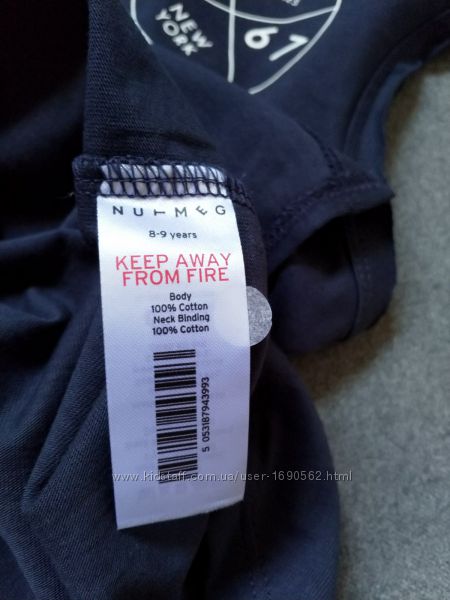 NEW
YORK
67
NUTMEG
8-9 years
KEEP AWAY
FROM FIRE
Body
100% Cotton
Neck Binding
100% Cotton
5 053187943993
www.kidstaff.com.ua/user-1690562.html